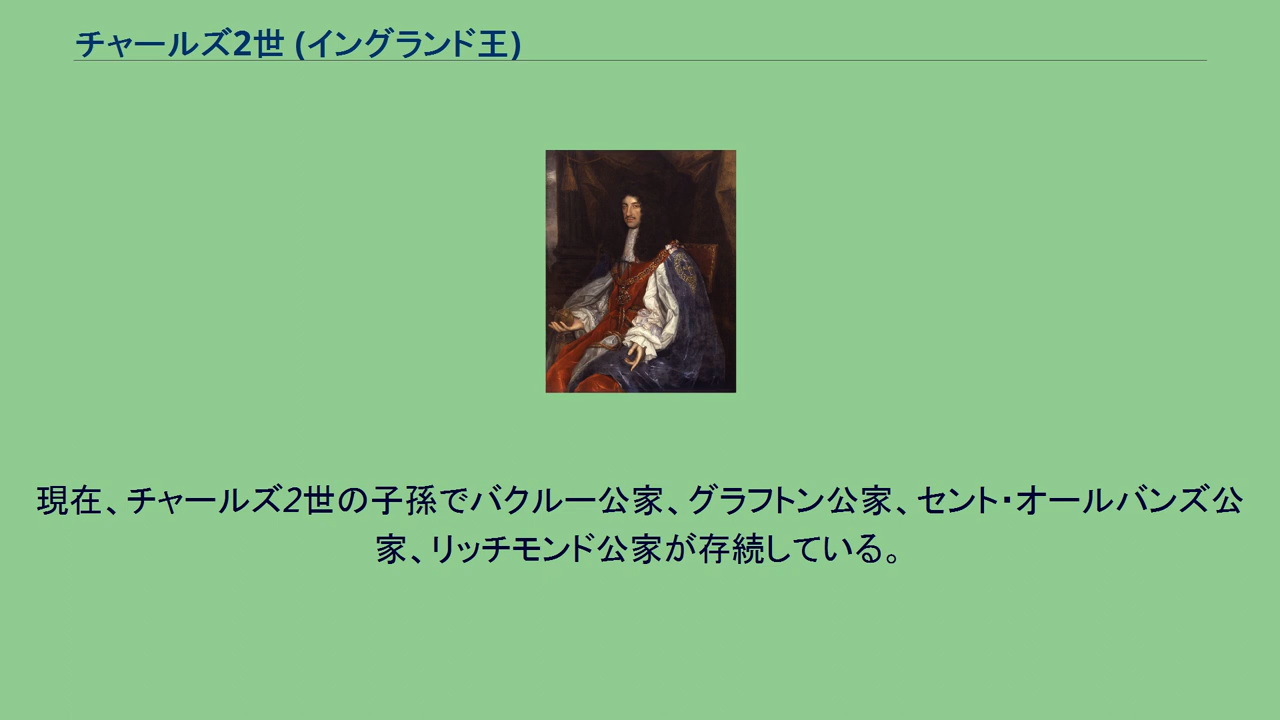 チャールズ2世 (イングランド王)
現在、チャールズ2世の子孫でバクルー公家、グラフトン公家、セント・オールバンズ公
家、リッチモンド公家が存続している。